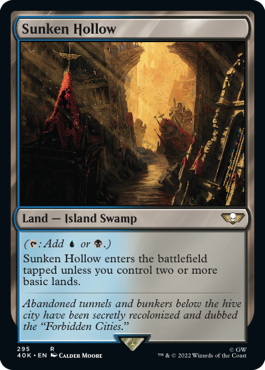 Sunken Hollow
Land — Island Swamp
(: Add or .)
Sunken Hollow enters the battlefield
tapped unless you control two or more
basic lands.
Abandoned tunnels and bunkers below the hive
city have been secretly recolonized and dubbed
the “Forbidden Cities.”
295 R
40K • EN CALDER MOORE
© GW
™ & © 2022 Wizards of the Coast